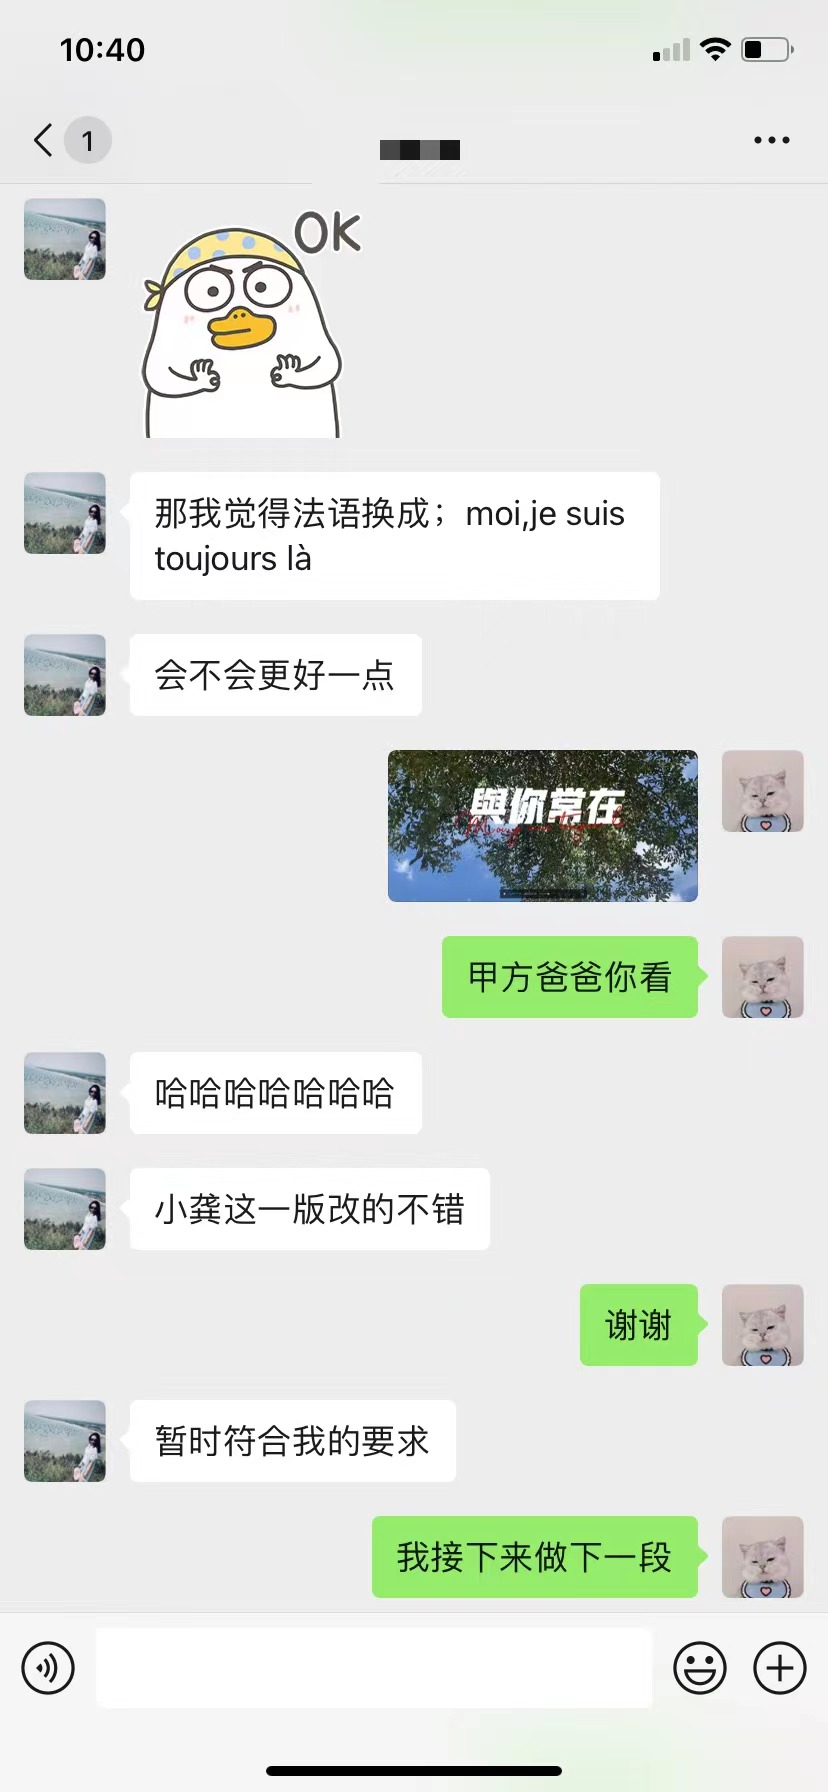 10:40
1
OK
那我觉得法语换成；moi,je suis
toujours là
会不会更好一点
與你常在
甲方爸爸你看
哈哈哈哈哈哈哈
小龚这一版改的不错
谢谢
暂时符合我的要求
我接下来做下一段